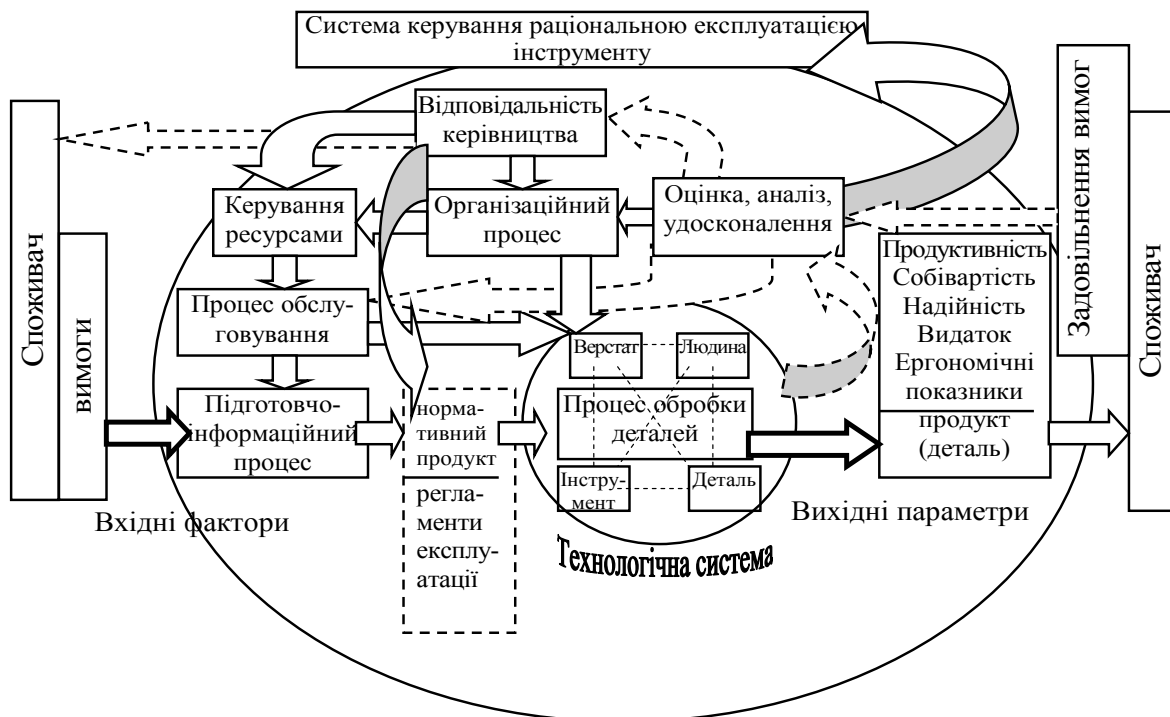 Система керування раціональною експлуатацією
інструменту
Споживач
вимоги
Відповідальність
керівництва
Керування
ресурсами
Організаційний
процес
Оцінка, аналіз,
удосконалення
Процес обслу-
говування
Підготовчо-
інформаційний
процес
норма-
тивний
продукт
регла-
менти
експлу-
атації
Верстат
Людина
Процес обробки
деталей
Інстру-
мент
Деталь
Технологічна система
Продуктивність
Собівартість
Надійність
Видаток
Ергономічні
показники
продукт
(деталь)
Задовільнення вимог
Споживач
Вхідні фактори
Вихідні параметри